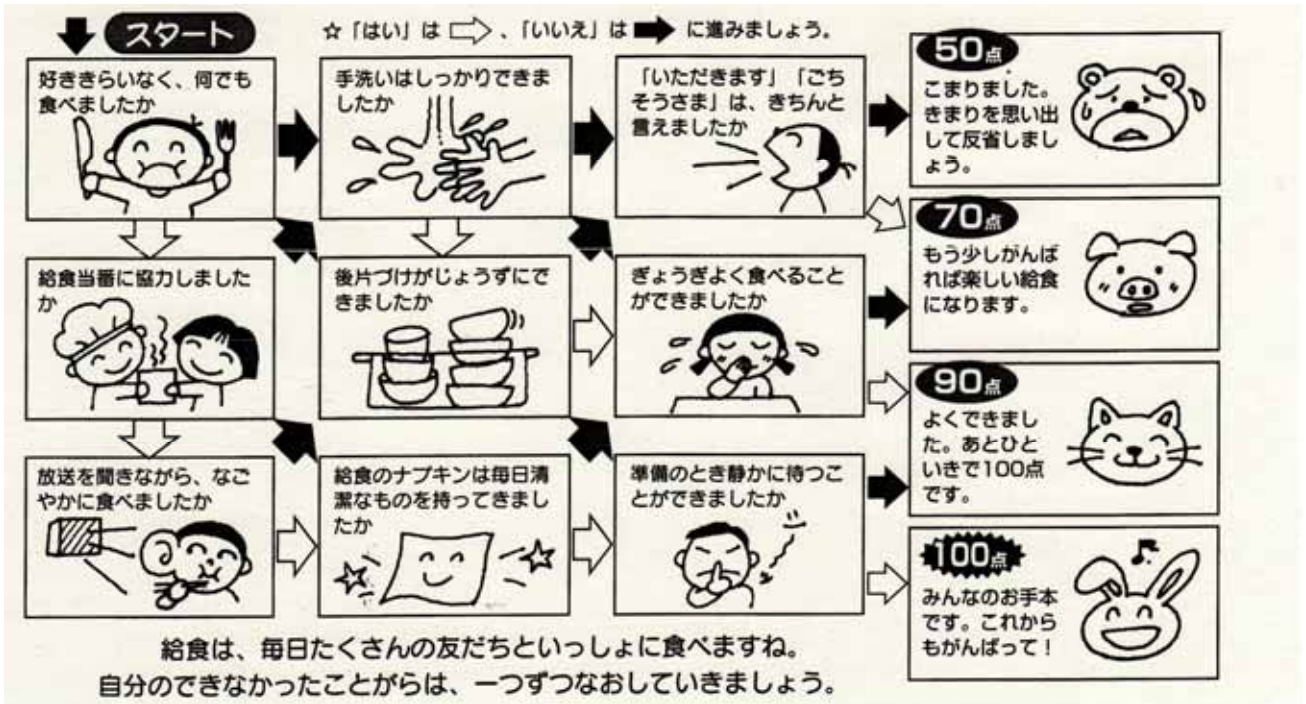 スタート
☆「はい」は⇨、「いいえ」は➡に進みましょう。
好ききらいなく、何でも
食べましたか
手洗いはしっかりできま
したか
「いただきます」「ごち
そうさま」は、きちんと
言えましたか
50点
こまりました。
きまりを思い出
して反省しまし
ょう。
給食当番に協力しました
か
後片づけがじょうずにで
きましたか
ぎょうぎよく食べること
ができましたか
70点
もう少しがんば
れば楽しい給食
になります。
放送を聞きながら、なご
やかに食べましたか
給食のナプキンは毎日清
潔なものを持ってきまし
たか
準備のとき静かに待つこ
とができましたか
シーッ
90点
よくできまし
た。あとひと
いきで100点
です。
100点
みんなのお手本
です。これから
もがんばって!
給食は、毎日たくさんの友だちといっしょに食べますね。
自分のできなかったことがらは、一つずつなおしていきましょう。